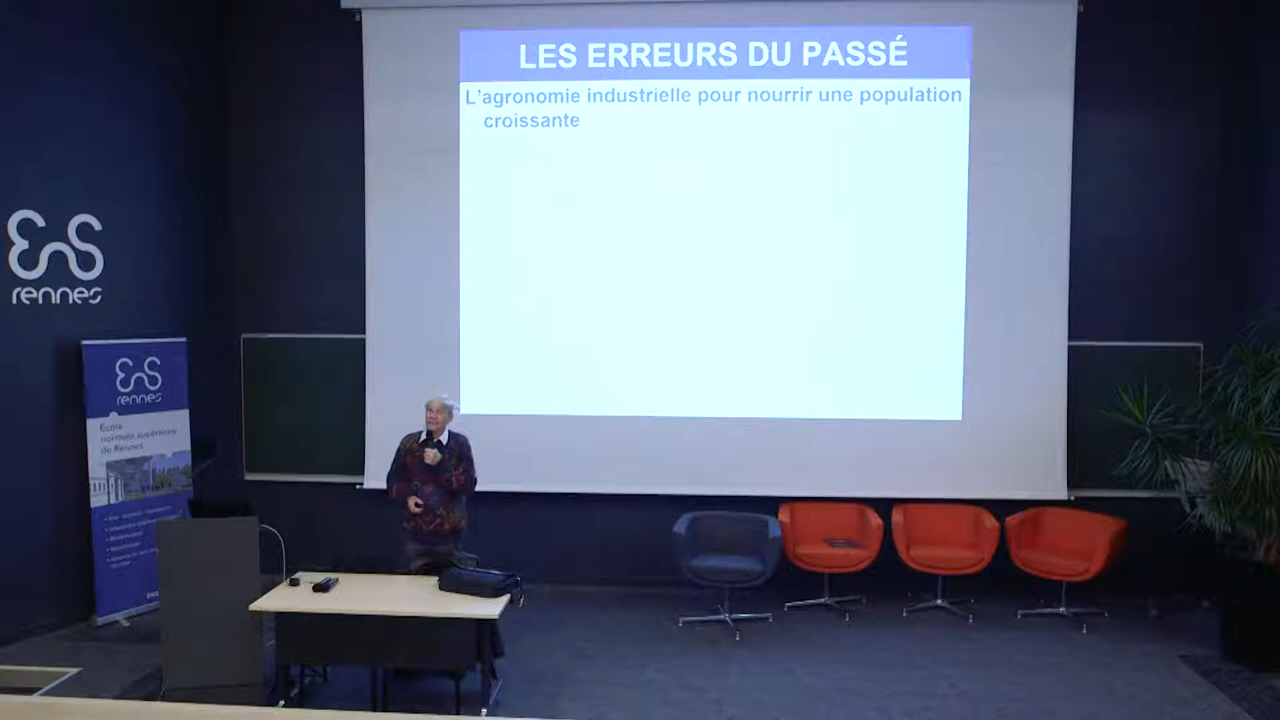 LES ERREURS DU PASSÉ
L'agronomie industrielle pour nourrir une population
croissante
ENS
rennes
ENS
rennes
École
normale supérieure
de Rennes